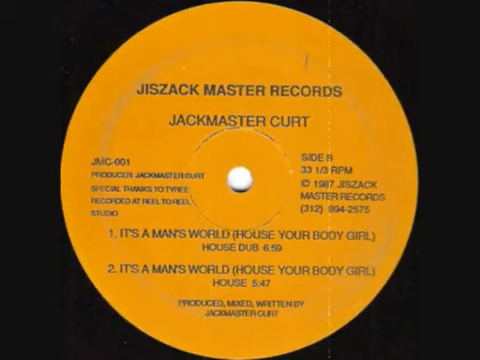 JISZACK MASTER RECORDS
JACKMASTER CURT
JMC-001
PRODUCER: JACKMASTER CURT
SPECIAL THANKS TO TYREE
RECORDED AT REEL TO REEL
STUDIO
SIDE B
33 1/3 RPM
© 1987 JISZACK
MASTER RECORDS
(312) 994-2575
1. IT'S A MAN'S WORLD (HOUSE YOUR BODY GIRL)
HOUSE DUB 6:59
2. IT'S A MAN'S WORLD (HOUSE YOUR BODY GIRL)
HOUSE 5:47
PRODUCED, MIXED, WRITTEN BY
JACKMASTER CURT